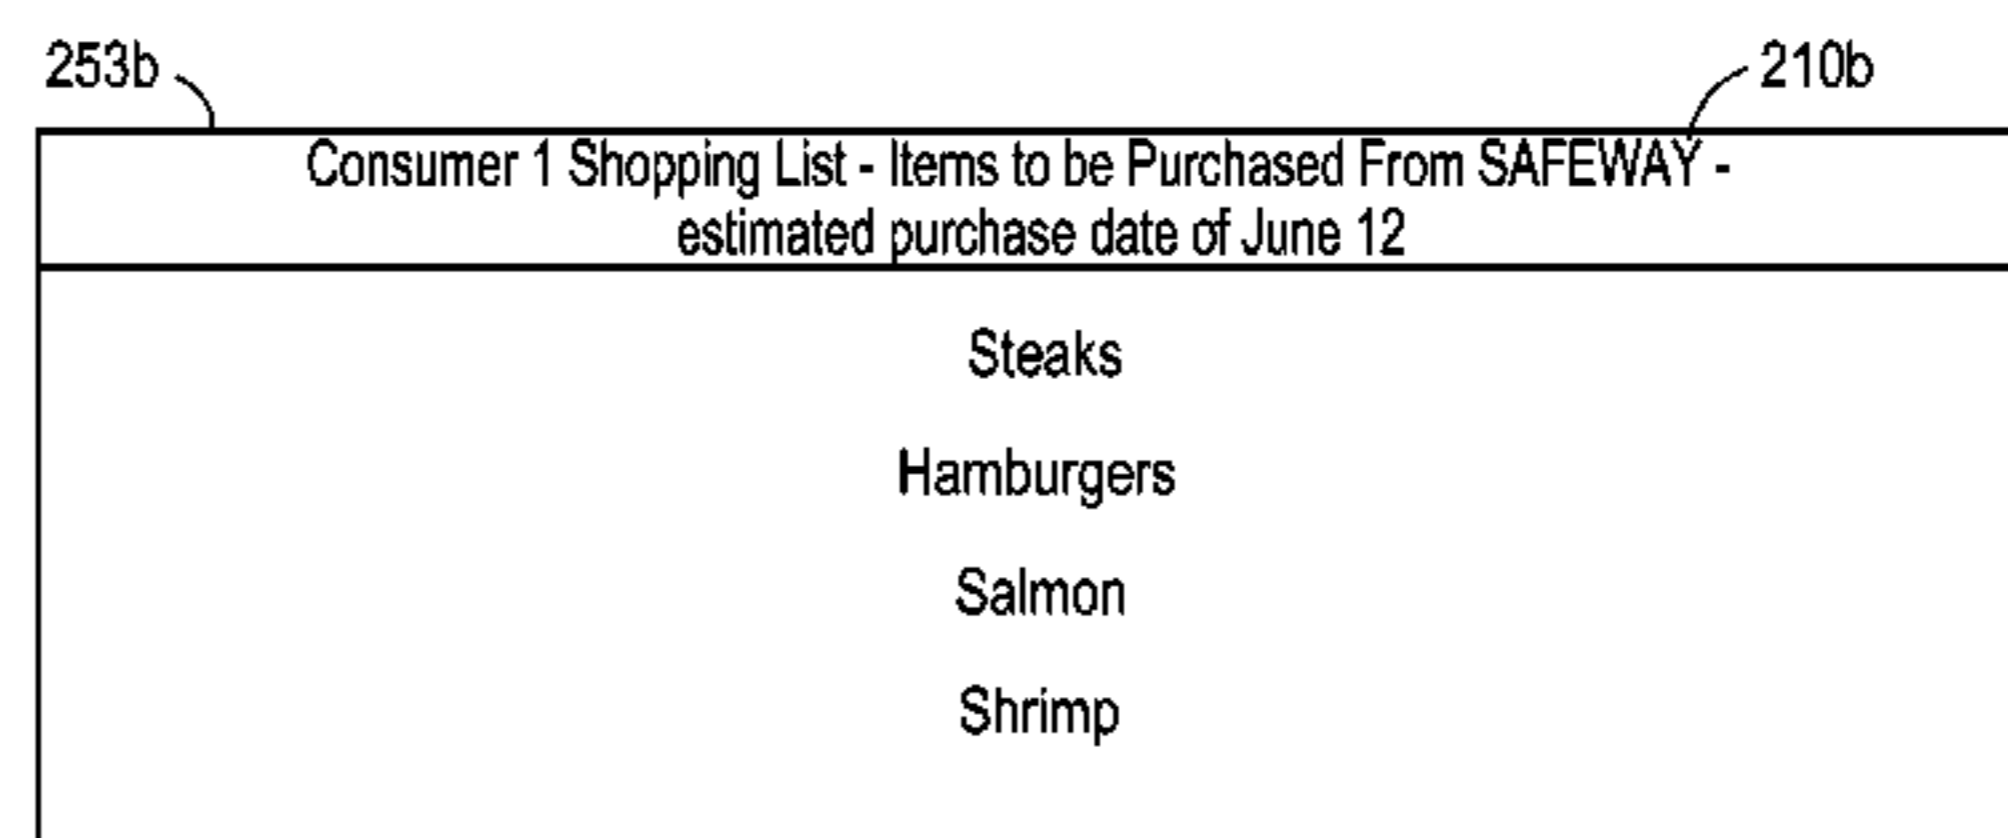 253b
210b
Consumer 1 Shopping List - Items to be Purchased From SAFEWAY -
estimated purchase date of June 12
Steaks
Hamburgers
Salmon
Shrimp